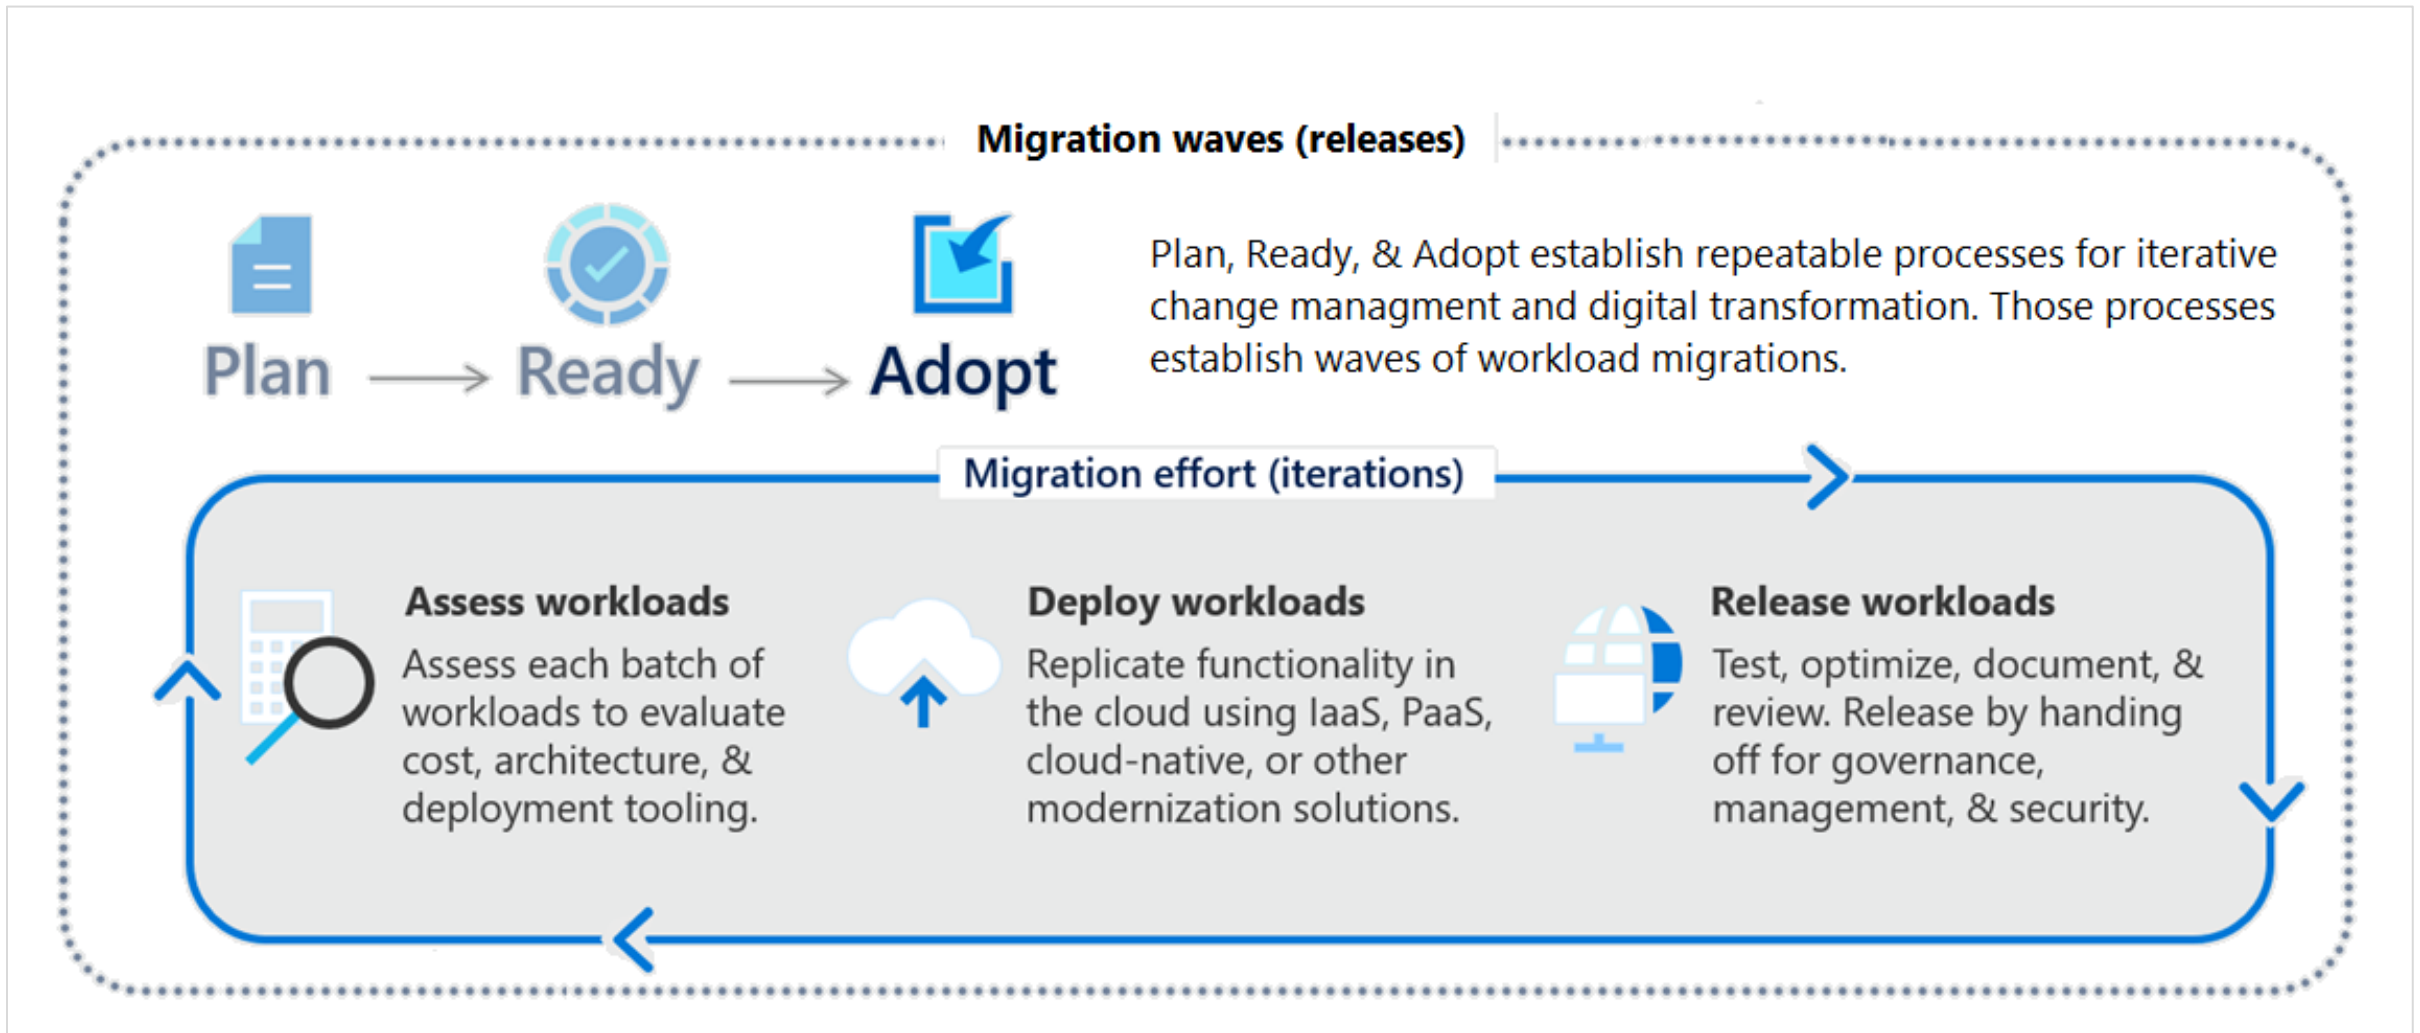 Migration waves (releases)
Plan
Ready
Adopt
Plan, Ready, & Adopt establish repeatable processes for iterative
change managment and digital transformation. Those processes
establish waves of workload migrations.
Migration effort (iterations)
Assess workloads
Assess each batch of
workloads to evaluate
cost, architecture, &
deployment tooling.
Deploy workloads
Replicate functionality in
the cloud using IaaS, PaaS,
cloud-native, or other
modernization solutions.
Release workloads
Test, optimize, document, &
review. Release by handing
off for governance,
management, & security.